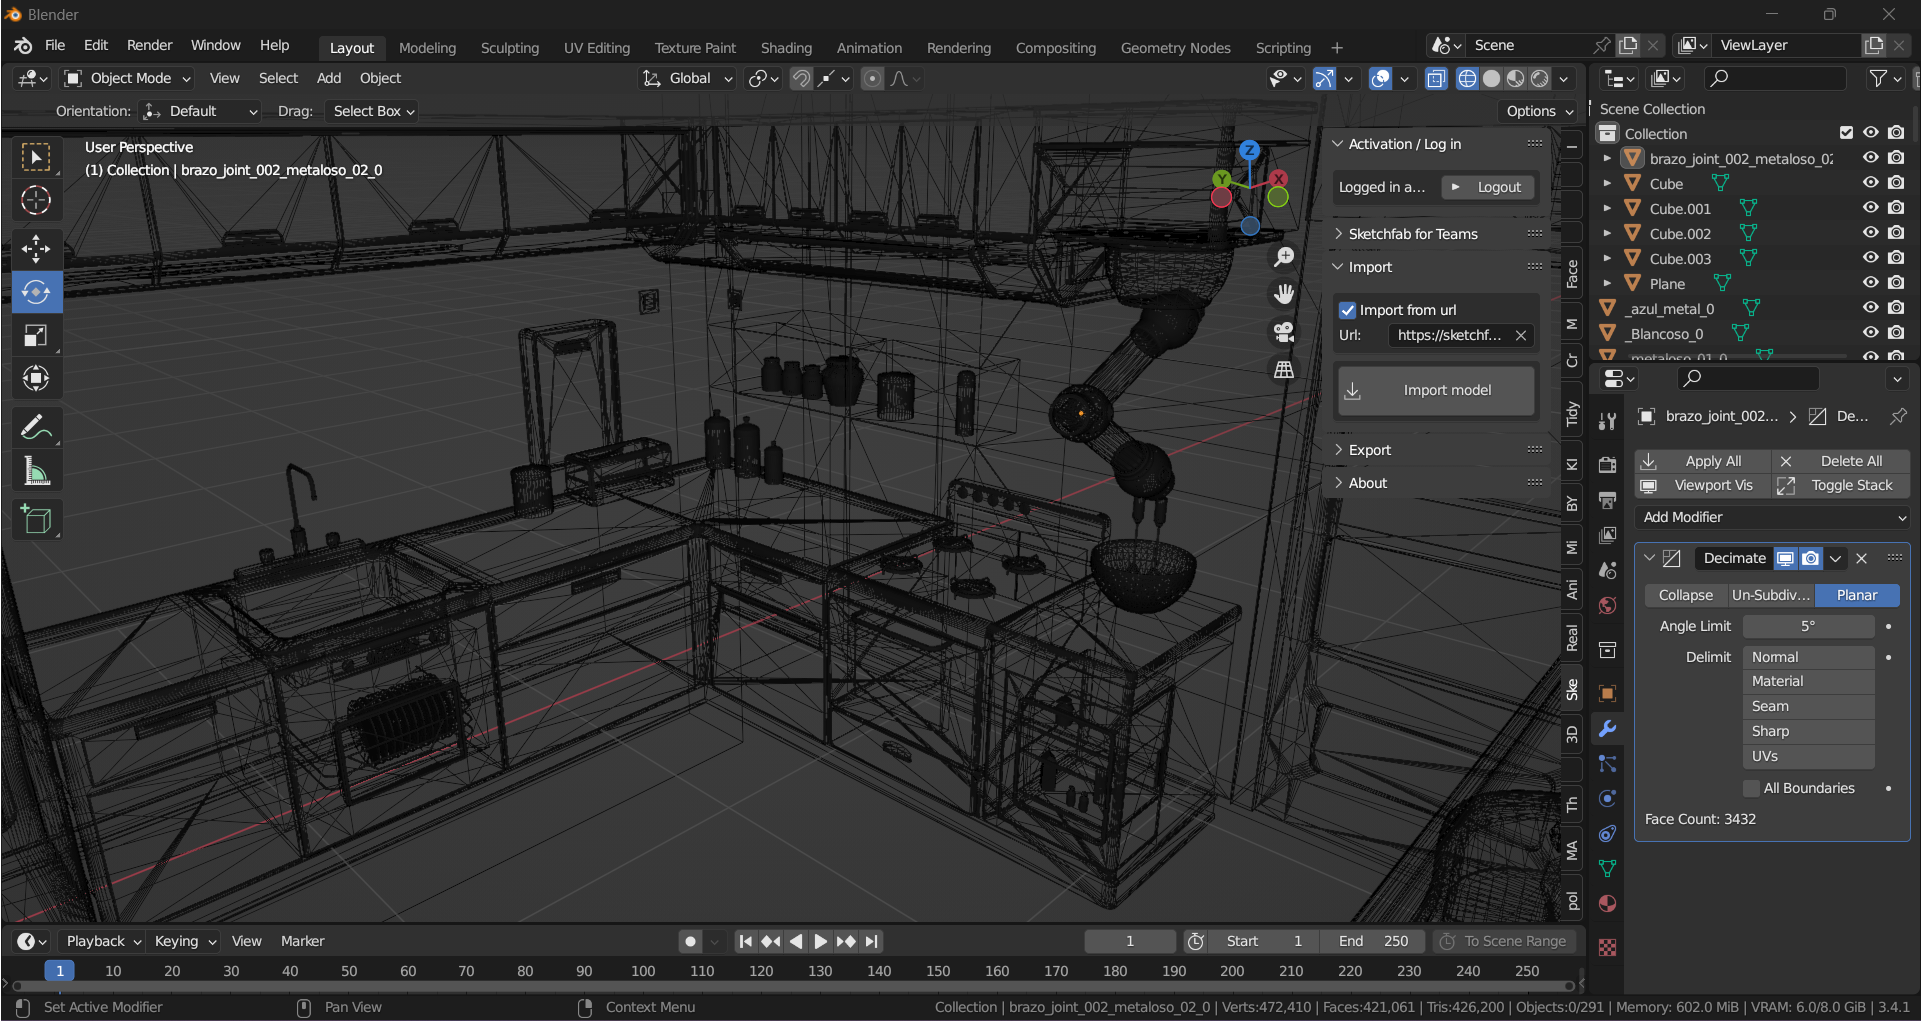 Blender
File Edit Render Window Help
Layout Modeling Sculpting UV Editing Texture Paint Shading Animation Rendering Compositing Geometry Nodes Scripting +
Scene
ViewLayer
Object Mode View Select Add Object
Global
Orientation: Default Drag: Select Box
Options
User Perspective
(1) Collection | brazo_joint_002_metaloso_02_0
Z
Y
X
Activation / Log in
Logged in a... Logout
Sketchfab for Teams
Import
Import from url
Url: https://sketchf...
Import model
Export
About
Face
M
Cr
Tidy
KI
BY
Mi
Ani
Real
Ske
3D
Th
MA
pol
Scene Collection
Collection
brazo_joint_002_metaloso_02
Cube
Cube.001
Cube.002
Cube.003
Plane
_azul_metal_0
_Blancoso_0
_metaloso_01_0
brazo_joint_002... De...
Apply All Delete All
Viewport Vis Toggle Stack
Add Modifier
Decimate
Collapse Un-Subdiv... Planar
Angle Limit 5°
Delimit Normal
Material
Seam
Sharp
UVs
All Boundaries
Face Count: 3432
Playback Keying View Marker
1
Start 1 End 250
To Scene Range
1 10 20 30 40 50 60 70 80 90 100 110 120 130 140 150 160 170 180 190 200 210 220 230 240 250
Set Active Modifier Pan View Context Menu
Collection | brazo_joint_002_metaloso_02_0 | Verts:472,410 | Faces:421,061 | Tris:426,200 | Objects:0/291 | Memory: 602.0 MiB | VRAM: 6.0/8.0 GiB | 3.4.1